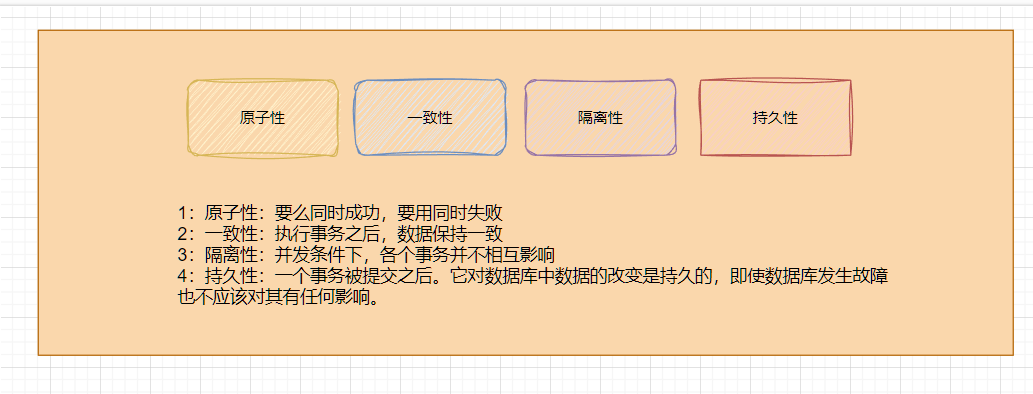 原子性 一致性 隔离性 持久性
1：原子性：要么同时成功，要用同时失败
2：一致性：执行事务之后，数据保持一致
3：隔离性：并发条件下，各个事务并不相互影响
4：持久性：一个事务被提交之后。它对数据库中数据的改变是持久的，即使数据库发生故障
也不应该对其有任何影响。